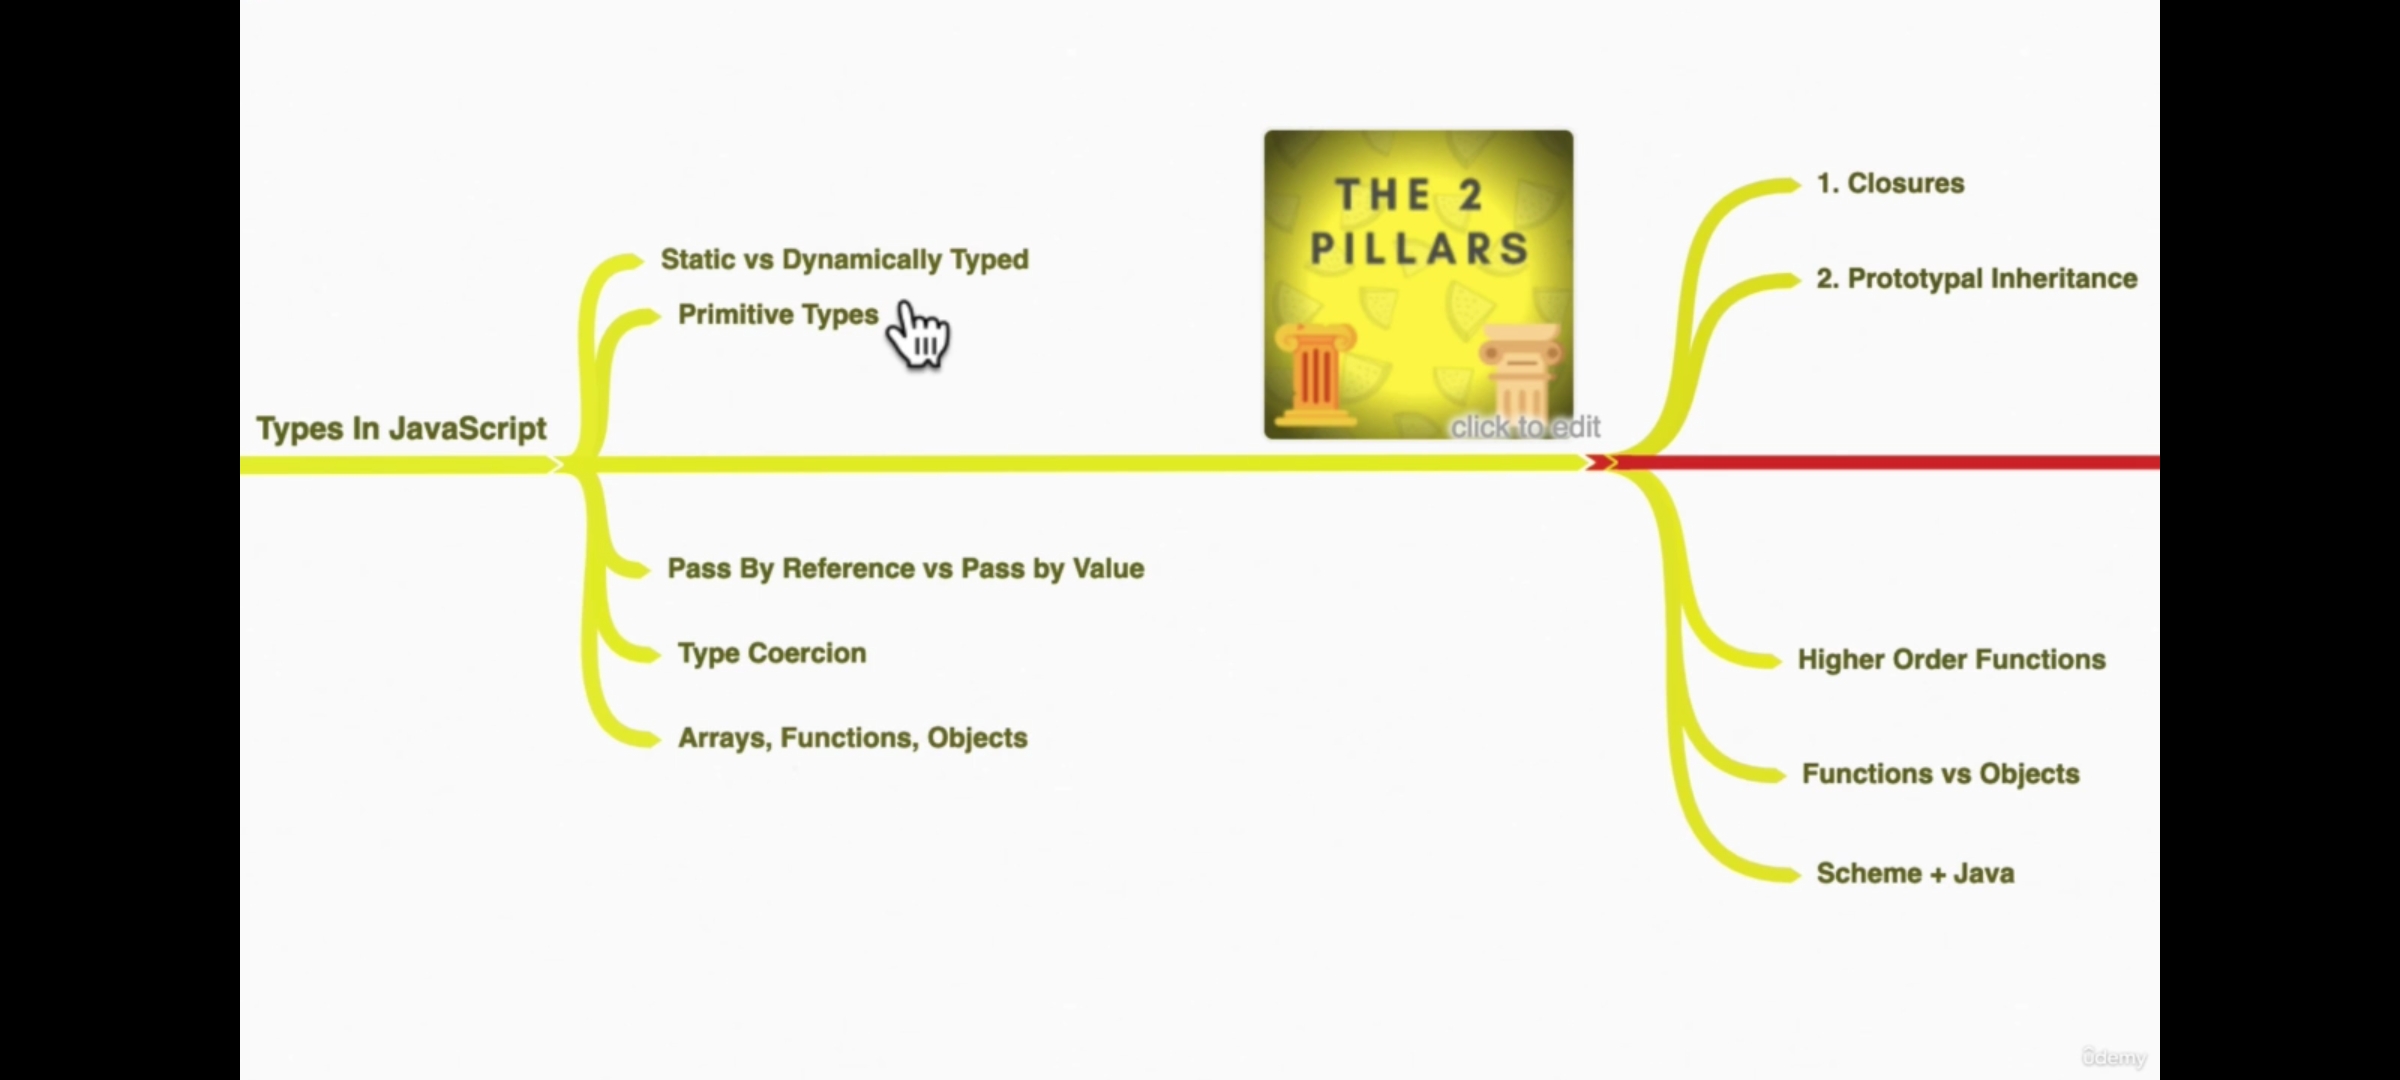 Types In JavaScript
Static vs Dynamically Typed
Primitive Types
Pass By Reference vs Pass by Value
Type Coercion
Arrays, Functions, Objects
THE 2
PILLARS
click to edit
1. Closures
2. Prototypal Inheritance
Higher Order Functions
Functions vs Objects
Scheme + Java
ûdemy